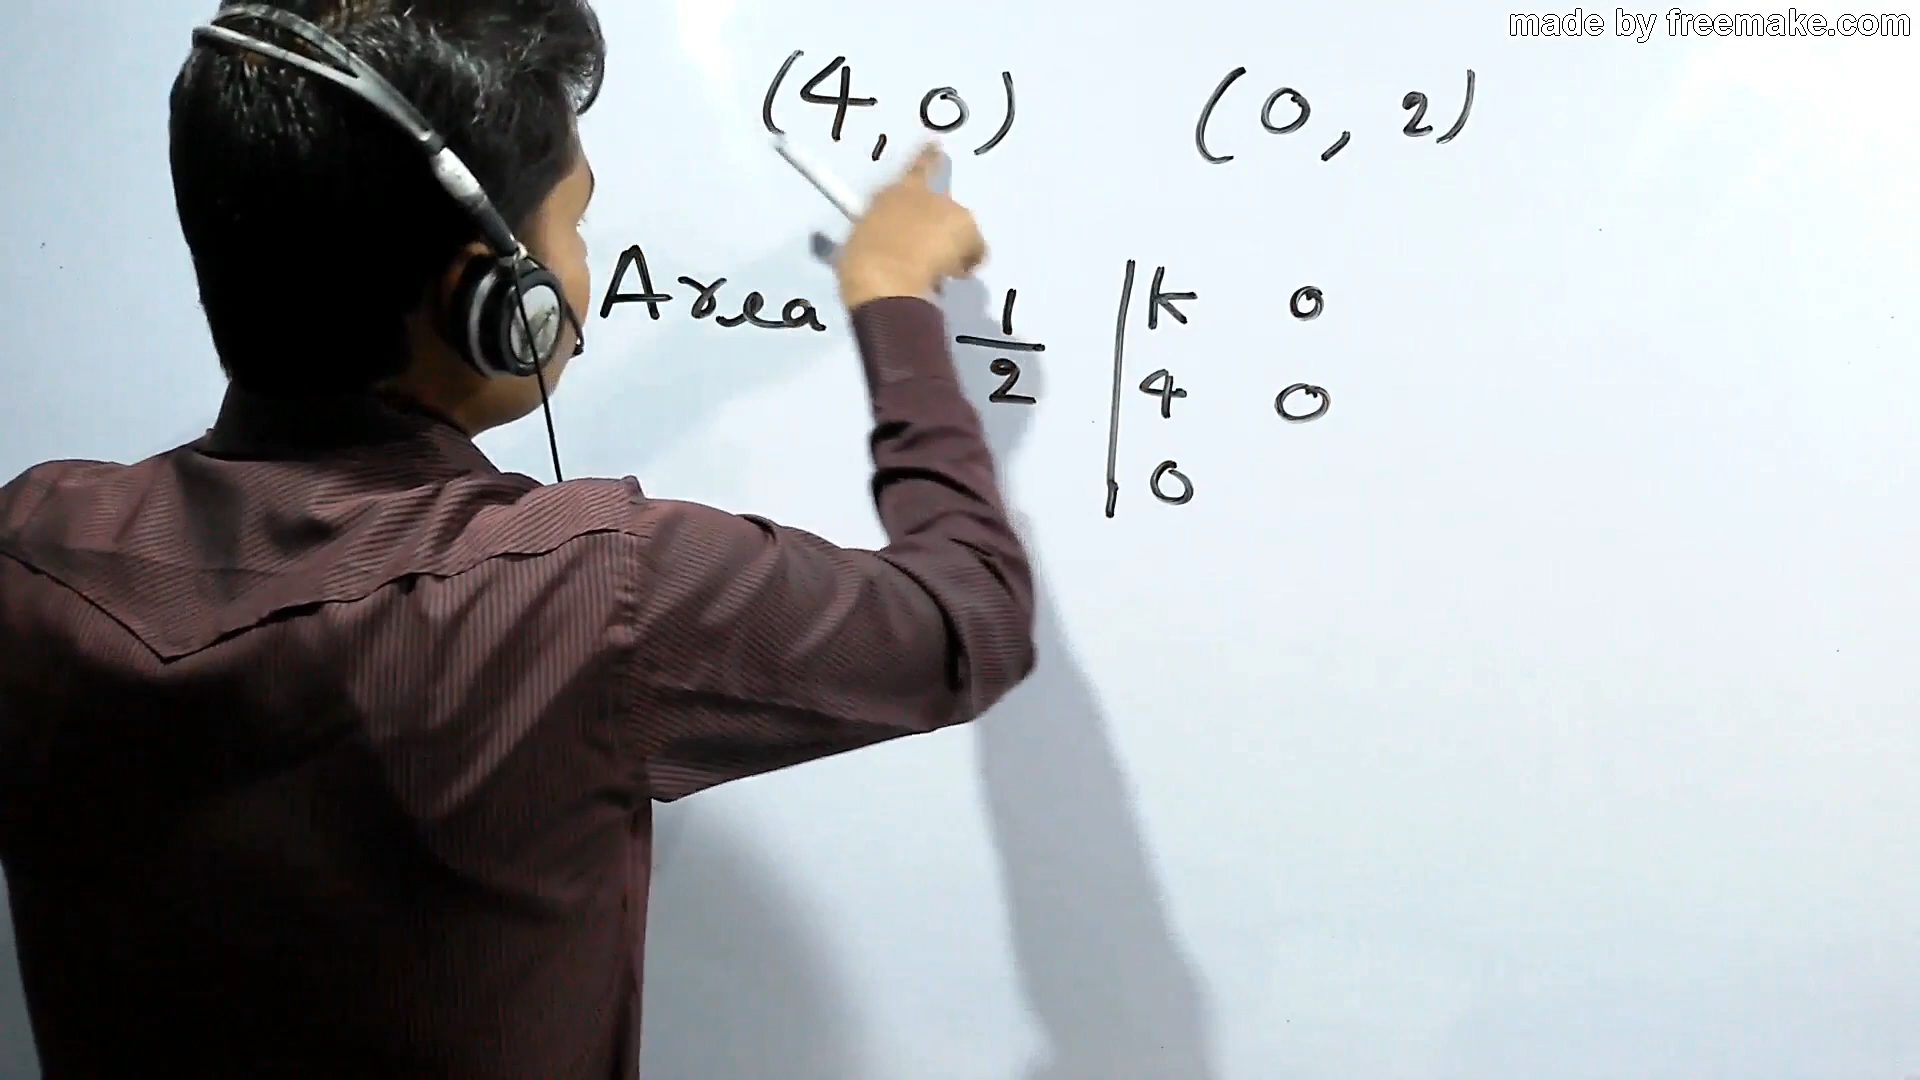 made by freemake.com
(4, 0) (0, 2)
Area 1/2 | k 0
4 0
0